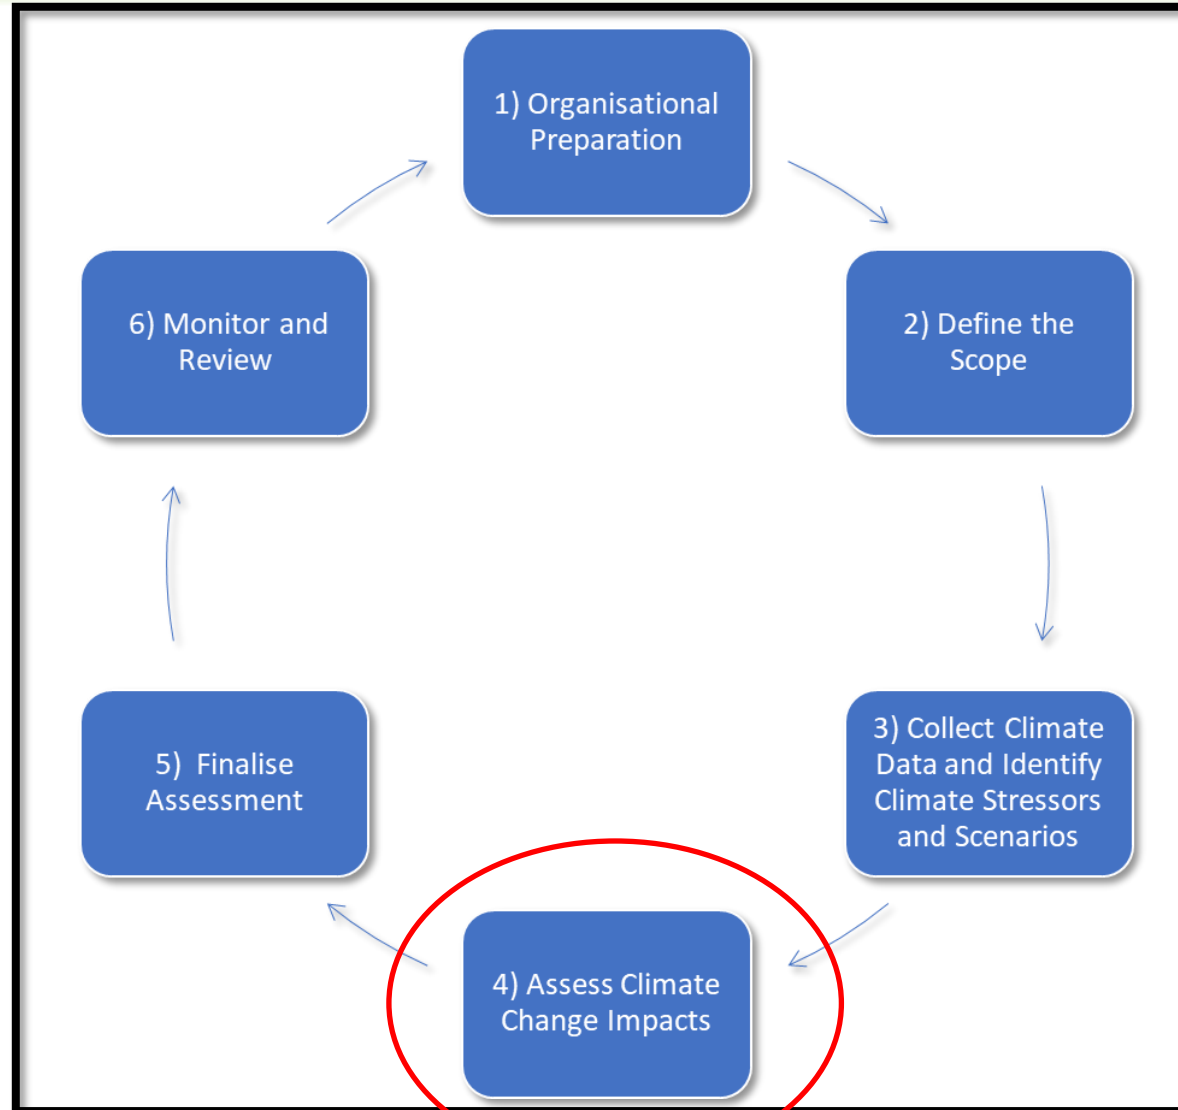 1) Organisational
Preparation
2) Define the
Scope
3) Collect Climate
Data and Identify
Climate Stressors
and Scenarios
4) Assess Climate
Change Impacts
5)  Finalise
Assessment
6) Monitor and
Review